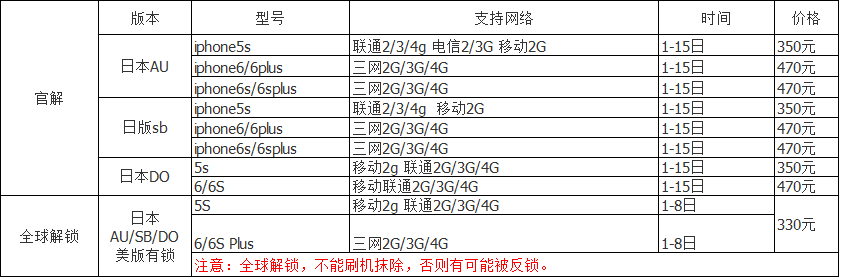 版本 型号 支持网络 时间 价格
官解 日本AU iphone5s 联通2/3/4g 电信2/3G 移动2G 1-15日 350元
iphone6/6plus 三网2G/3G/4G 1-15日 470元
iphone6s/6splus 三网2G/3G/4G 1-15日 470元
日版sb iphone5s 联通2/3/4g 移动2G 1-15日 350元
iphone6/6plus 三网2G/3G/4G 1-15日 470元
iphone6s/6splus 三网2G/3G/4G 1-15日 470元
日本DO 5s 移动2g 联通2G/3G/4G 1-15日 350元
6/6S 移动联通2G/3G/4G 1-15日 470元
全球解锁 日本
AU/SB/DO
美版有锁 5S 移动2g 联通2G/3G/4G 1-8日 330元
6/6S Plus 三网2G/3G/4G 1-8日
注意：全球解锁，不能刷机抹除，否则有可能被反锁。